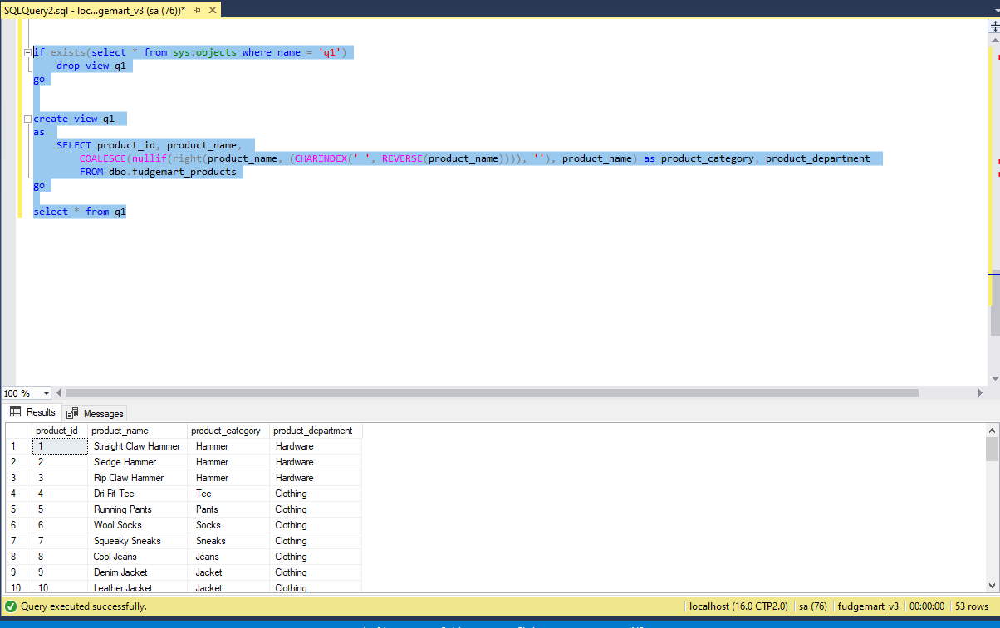 SQLQuery2.sql - loc...gemart_v3 (sa (76))*
if exists(select * from sys.objects where name = 'q1')
drop view q1
go
create view q1
as
SELECT product_id, product_name,
COALESCE(nullif(right(product_name, (CHARINDEX(' ', REVERSE(product_name)))), ''), product_name) as product_category, product_department
FROM dbo.fudgemart_products
go
select * from q1
100 %
Results Messages
product_id product_name product_category product_department
1 1 Straight Claw Hammer Hammer Hardware
2 2 Sledge Hammer Hammer Hardware
3 3 Rip Claw Hammer Hammer Hardware
4 4 Dri-Fit Tee Tee Clothing
5 5 Running Pants Pants Clothing
6 6 Wool Socks Socks Clothing
7 7 Squeaky Sneaks Sneaks Clothing
8 8 Cool Jeans Jeans Clothing
9 9 Denim Jacket Jacket Clothing
10 10 Leather Jacket Jacket Clothing
Query executed successfully. localhost (16.0 CTP2.0) sa (76) fudgemart_v3 00:00:00 53 rows